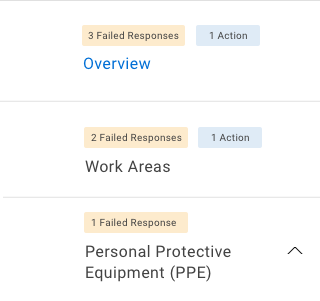 3 Failed Responses 1 Action
Overview
2 Failed Responses 1 Action
Work Areas
1 Failed Response
Personal Protective
Equipment (PPE)